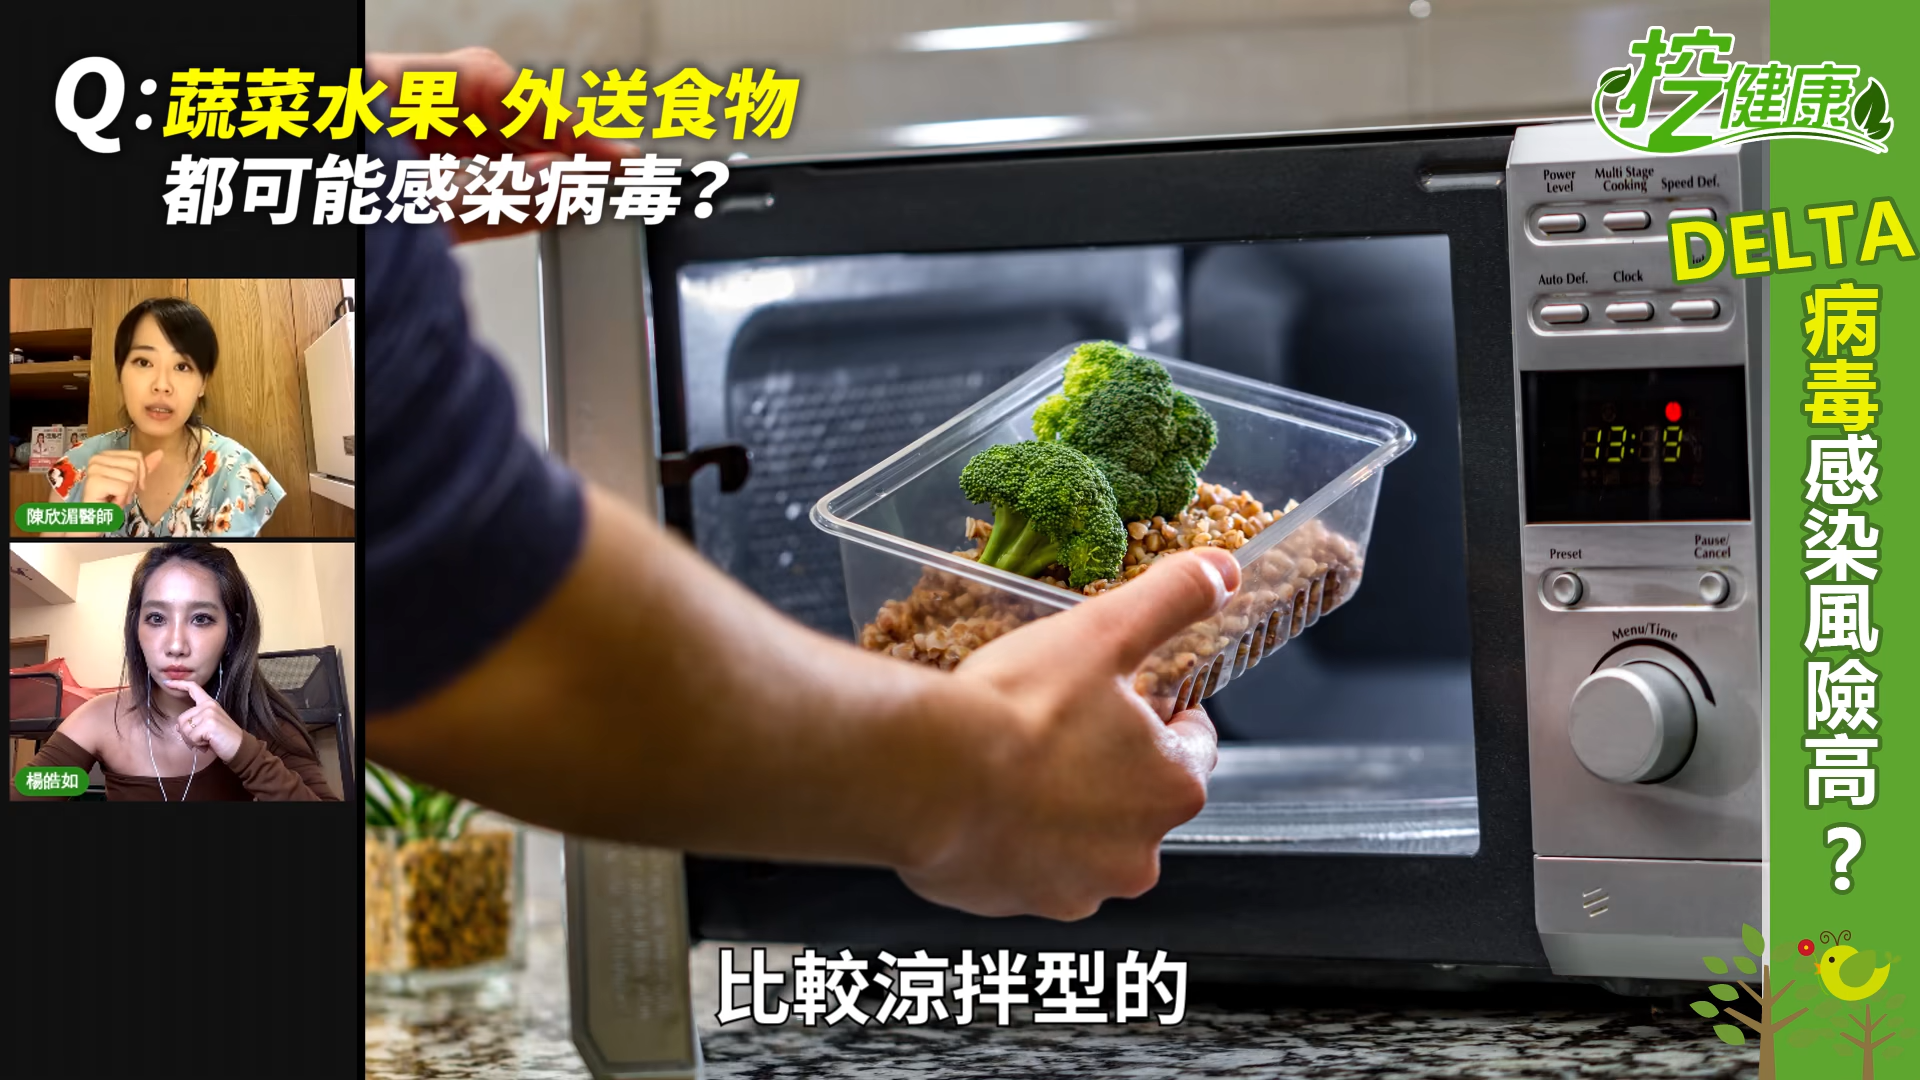 Q:蔬菜水果、外送食物
都可能感染病毒?
挖健康
DELTA
病毒感染風險高?
陳欣湄醫師
楊皓如
Power Level
Multi Stage Cooking
Speed Def.
Auto Def.
Clock
Preset
Pause/Cancel
Menu/Time
比較涼拌型的